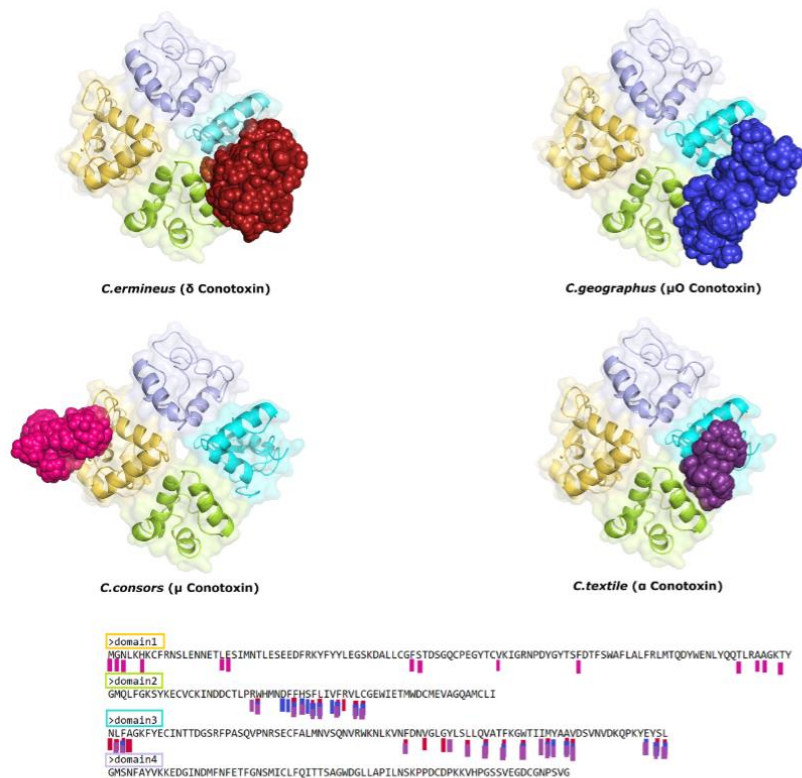 C.ermineus (δ Conotoxin)
C.geographus (μO Conotoxin)
C.consors (μ Conotoxin)
C.textile (α Conotoxin)
>domain1
MGNLKHKCFRNSLENNETLESIMNTLESEEDFRKYFYYLEGSKDALLCGFSTDSGQCPEGYTCVKIGRNPDYGYTSFDTFSWAFLALFRLMTQDYWENLYQQTLRAAGKTY
>domain2
GMQLFGKSYKECVCKINDDCTLPRWHMNDFFHSFLIVFRVLCGEWIETMWDCMEVAGQAMCLI
>domain3
NLFAGKFYECINTTDGSRFPASQVPNRSECFALMNVSQNVRWKNLKVNFDNVGLGYLSLLQVATFKGWTIIMYAAVDSVNVDKQPKYEYSL
>domain4
GMSNFAYVKKEDGINDMFNFETFGNSMICLFQITTSAGWDGLLAPILNSKPPDCDPKKVHPGSSVEGDCGNPSVG